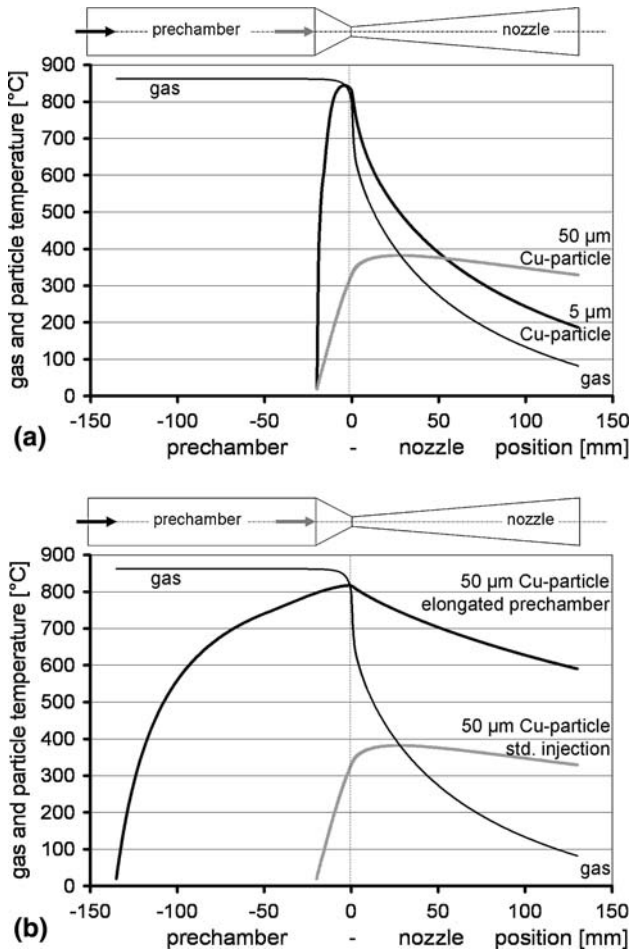 prechamber nozzle
gas and particle temperature [°C]
900
800
700
600
500
400
300
200
100
0
gas
50 µm
Cu-particle
5 µm
Cu-particle
gas
-150 -100 -50 0 50 100 150
(a) prechamber - nozzle position [mm]
prechamber nozzle
gas and particle temperature [°C]
900
800
700
600
500
400
300
200
100
0
gas
50 µm Cu-particle
elongated prechamber
50 µm Cu-particle
std. injection
gas
-150 -100 -50 0 50 100 150
(b) prechamber - nozzle position [mm]